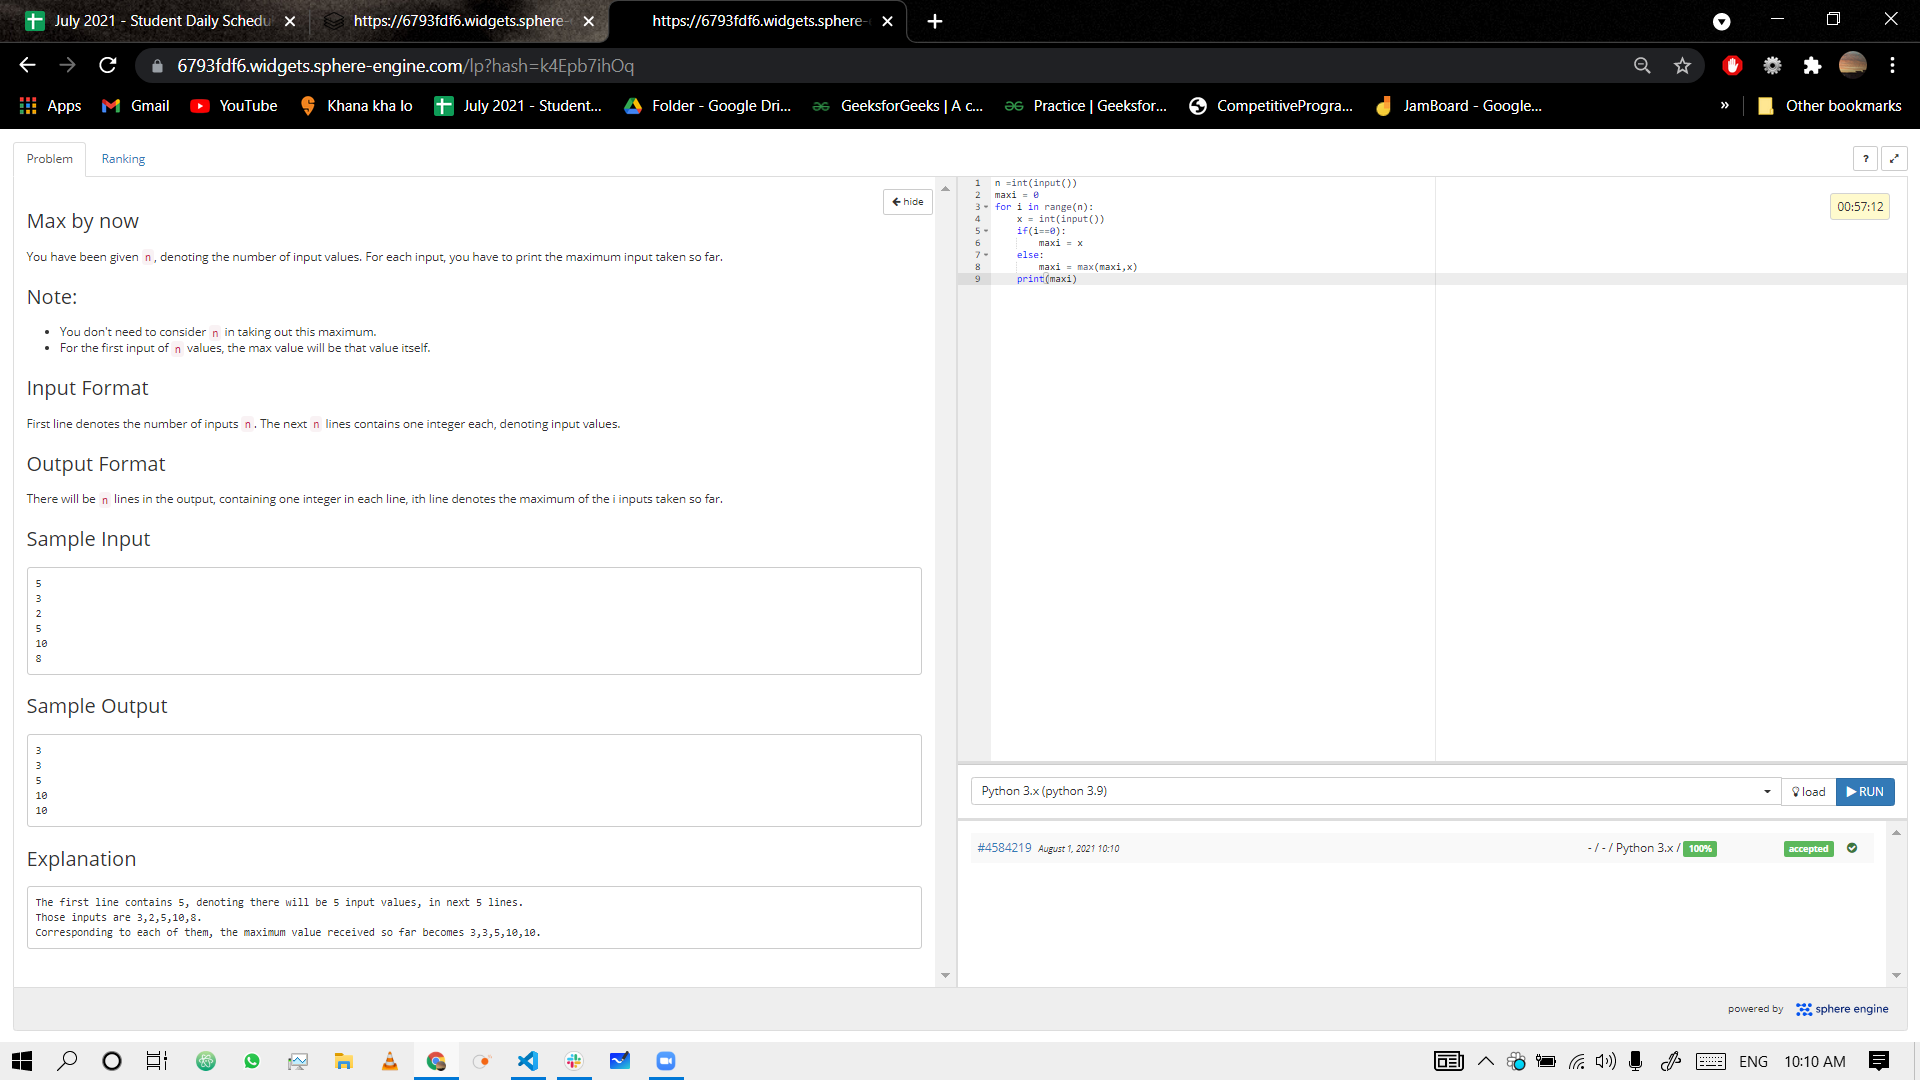 July 2021 - Student Daily Schedu
https://6793fdf6.widgets.sphere-
https://6793fdf6.widgets.sphere-
6793fdf6.widgets.sphere-engine.com/lp?hash=k4Epb7ihOq
Apps
Gmail
YouTube
Khana kha lo
July 2021 - Student...
Folder - Google Dri...
GeeksforGeeks | A c...
Practice | Geeksfor...
CompetitiveProgra...
JamBoard - Google...
»
Other bookmarks
Problem
Ranking
?
hide
Max by now
You have been given n, denoting the number of input values. For each input, you have to print the maximum input taken so far.
Note:
• You don't need to consider n in taking out this maximum.
• For the first input of n values, the max value will be that value itself.
Input Format
First line denotes the number of inputs n. The next n lines contains one integer each, denoting input values.
Output Format
There will be n lines in the output, containing one integer in each line, ith line denotes the maximum of the i inputs taken so far.
Sample Input
5
3
2
5
10
8
Sample Output
3
3
5
10
10
Explanation
The first line contains 5, denoting there will be 5 input values, in next 5 lines.
Those inputs are 3,2,5,10,8.
Corresponding to each of them, the maximum value received so far becomes 3,3,5,10,10.
1 n =int(input())
2 maxi = 0
3 for i in range(n):
4 x = int(input())
5 if(i==0):
6 maxi = x
7 else:
8 maxi = max(maxi,x)
9 print(maxi)
00:57:12
Python 3.x (python 3.9)
load
RUN
#4584219 August 1, 2021 10:10
- / - / Python 3.x / 100%
accepted
powered by sphere engine
ENG
10:10 AM